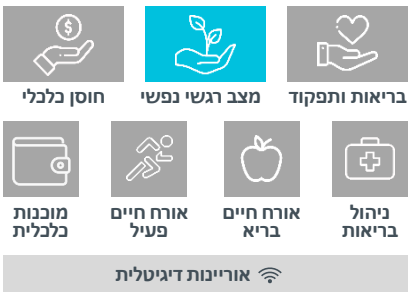 בריאות ותפקוד
מצב רגשי נפשי
חוסן כלכלי
ניהול
בריאות
אורח חיים
בריא
אורח חיים
פעיל
מוכנות
כלכלית
אוריינות דיגיטלית